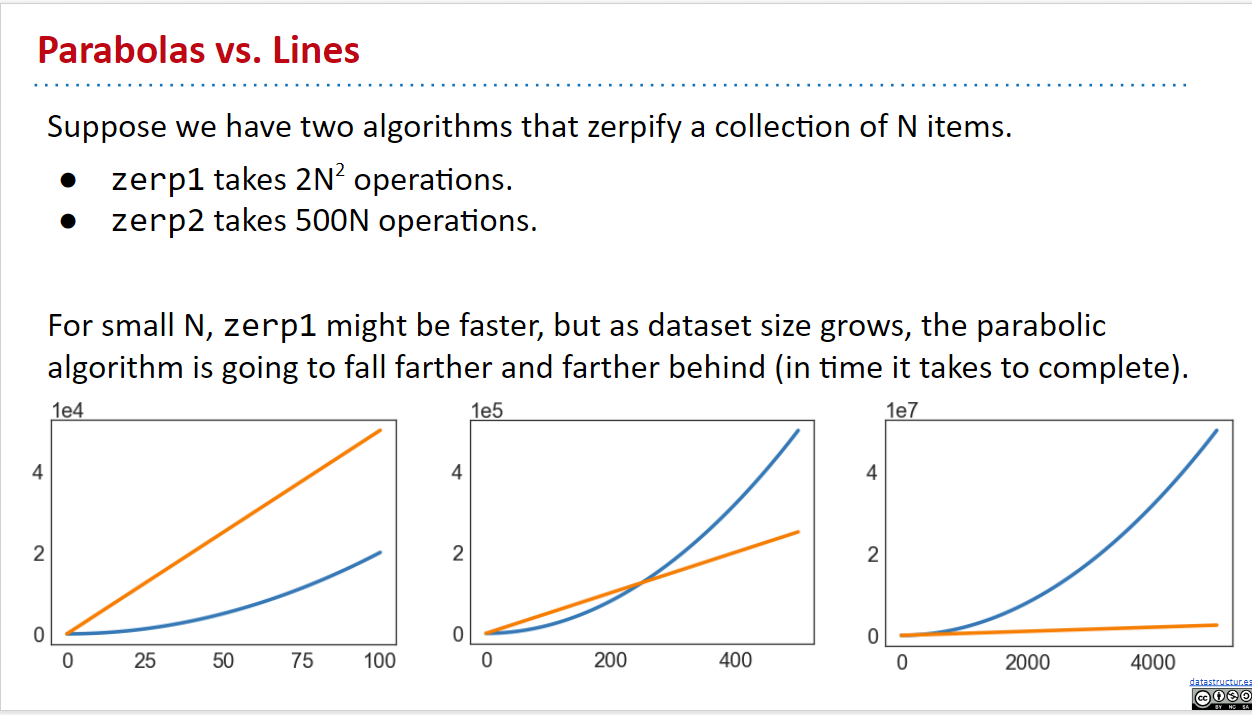 Parabolas vs. Lines
Suppose we have two algorithms that zerpify a collection of N items.
● zerp1 takes 2N² operations.
● zerp2 takes 500N operations.
For small N, zerp1 might be faster, but as dataset size grows, the parabolic
algorithm is going to fall farther and farther behind (in time it takes to complete).
1e4
4
2
0
0 25 50 75 100
1e5
4
2
0
0 200 400
1e7
4
2
0
0 2000 4000
datastructur.es
cc
BY NC SA